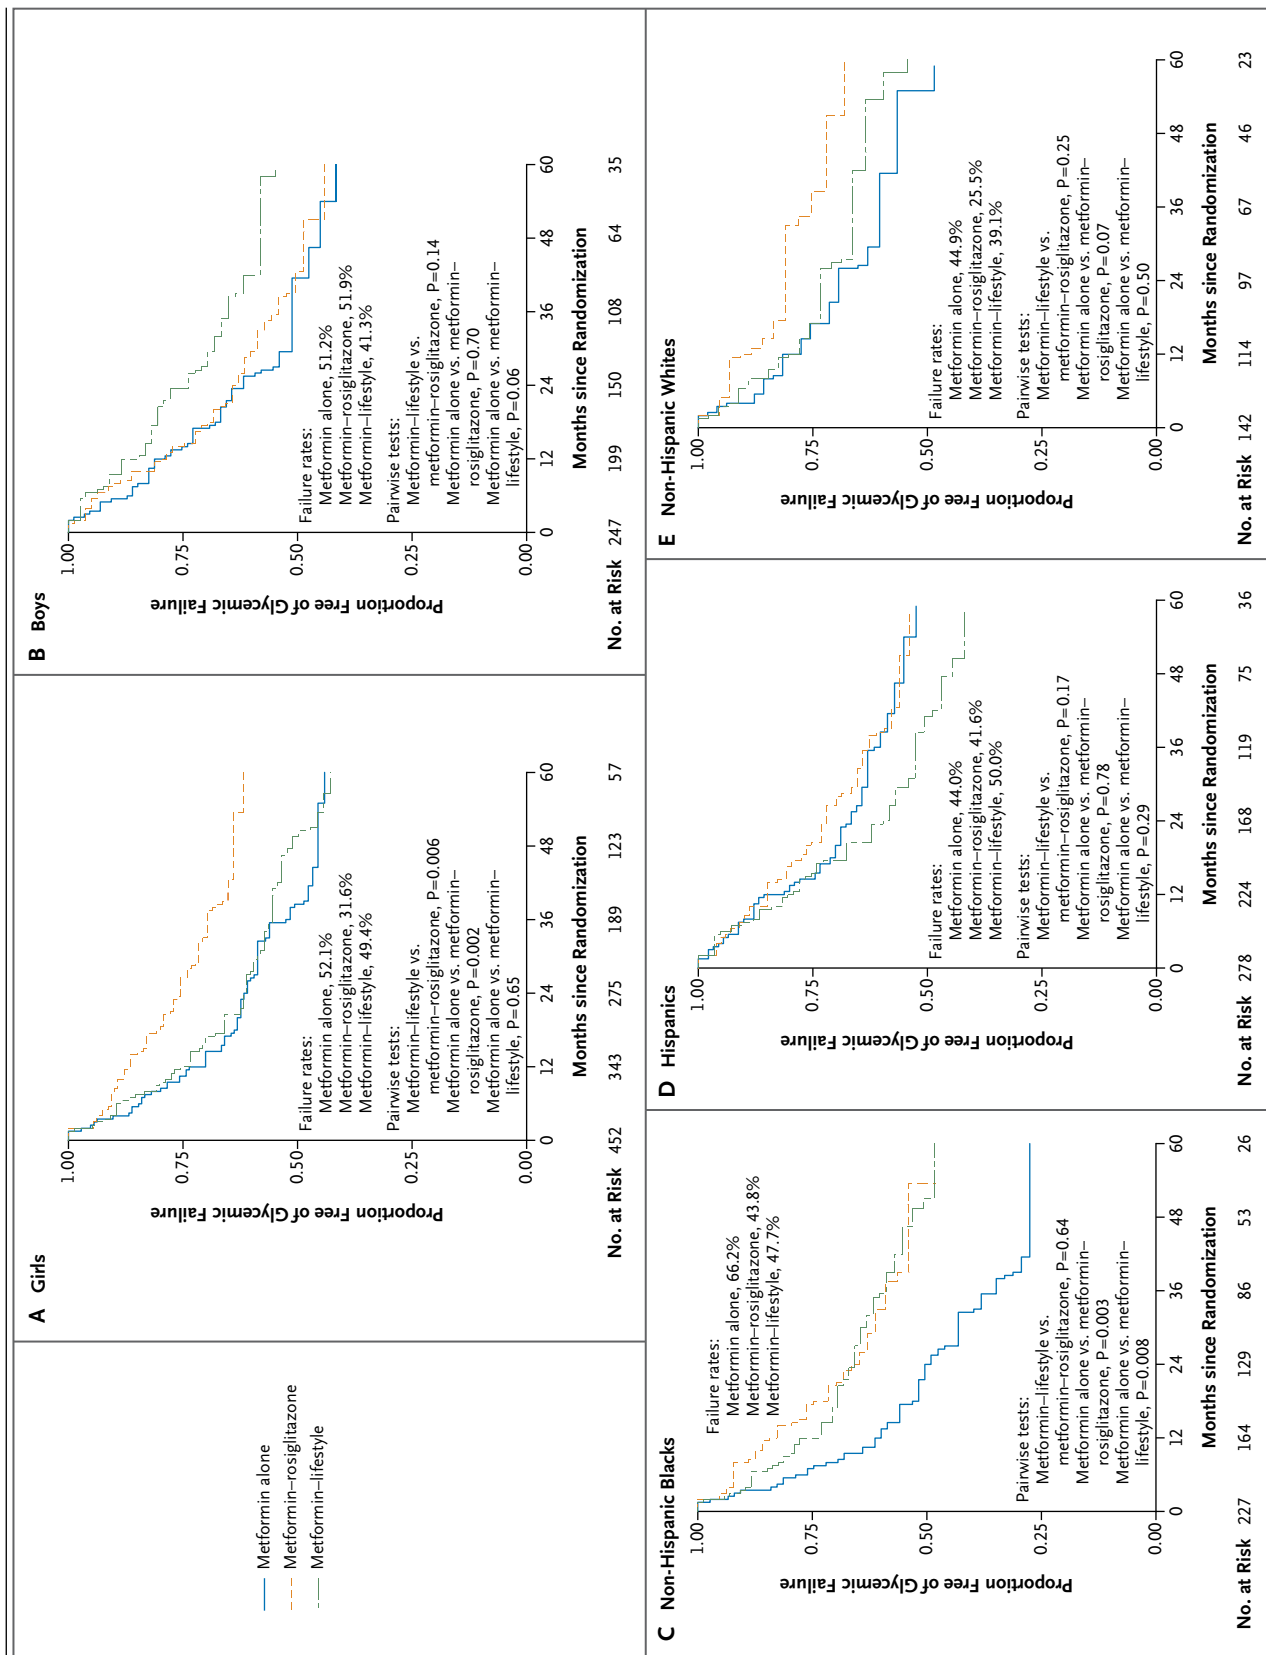 Metformin alone
Metformin–rosiglitazone
Metformin–lifestyle
A Girls
Proportion Free of Glycemic Failure
1.00
0.75
0.50
0.25
0.00
Failure rates:
Metformin alone, 52.1%
Metformin–rosiglitazone, 31.6%
Metformin–lifestyle, 49.4%
Pairwise tests:
Metformin–lifestyle vs.
metformin–rosiglitazone, P=0.006
Metformin alone vs. metformin–
rosiglitazone, P=0.002
Metformin alone vs. metformin–
lifestyle, P=0.65
0 12 24 36 48 60
Months since Randomization
No. at Risk 452 343 275 189 123 57
B Boys
Proportion Free of Glycemic Failure
1.00
0.75
0.50
0.25
0.00
Failure rates:
Metformin alone, 51.2%
Metformin–rosiglitazone, 51.9%
Metformin–lifestyle, 41.3%
Pairwise tests:
Metformin–lifestyle vs.
metformin–rosiglitazone, P=0.14
Metformin alone vs. metformin–
rosiglitazone, P=0.70
Metformin alone vs. metformin–
lifestyle, P=0.06
0 12 24 36 48 60
Months since Randomization
No. at Risk 247 199 150 108 64 35
C Non-Hispanic Blacks
Proportion Free of Glycemic Failure
1.00
0.75
0.50
0.25
0.00
Failure rates:
Metformin alone, 66.2%
Metformin–rosiglitazone, 43.8%
Metformin–lifestyle, 47.7%
Pairwise tests:
Metformin–lifestyle vs.
metformin–rosiglitazone, P=0.64
Metformin alone vs. metformin–
rosiglitazone, P=0.003
Metformin alone vs. metformin–
lifestyle, P=0.008
0 12 24 36 48 60
Months since Randomization
No. at Risk 227 164 129 86 53 26
D Hispanics
Proportion Free of Glycemic Failure
1.00
0.75
0.50
0.25
0.00
Failure rates:
Metformin alone, 44.0%
Metformin–rosiglitazone, 41.6%
Metformin–lifestyle, 50.0%
Pairwise tests:
Metformin–lifestyle vs.
metformin–rosiglitazone, P=0.17
Metformin alone vs. metformin–
rosiglitazone, P=0.78
Metformin alone vs. metformin–
lifestyle, P=0.29
0 12 24 36 48 60
Months since Randomization
No. at Risk 278 224 168 119 75 36
E Non-Hispanic Whites
Proportion Free of Glycemic Failure
1.00
0.75
0.50
0.25
0.00
Failure rates:
Metformin alone, 44.9%
Metformin–rosiglitazone, 25.5%
Metformin–lifestyle, 39.1%
Pairwise tests:
Metformin–lifestyle vs.
metformin–rosiglitazone, P=0.25
Metformin alone vs. metformin–
rosiglitazone, P=0.07
Metformin alone vs. metformin–
lifestyle, P=0.50
0 12 24 36 48 60
Months since Randomization
No. at Risk 142 114 97 67 46 23